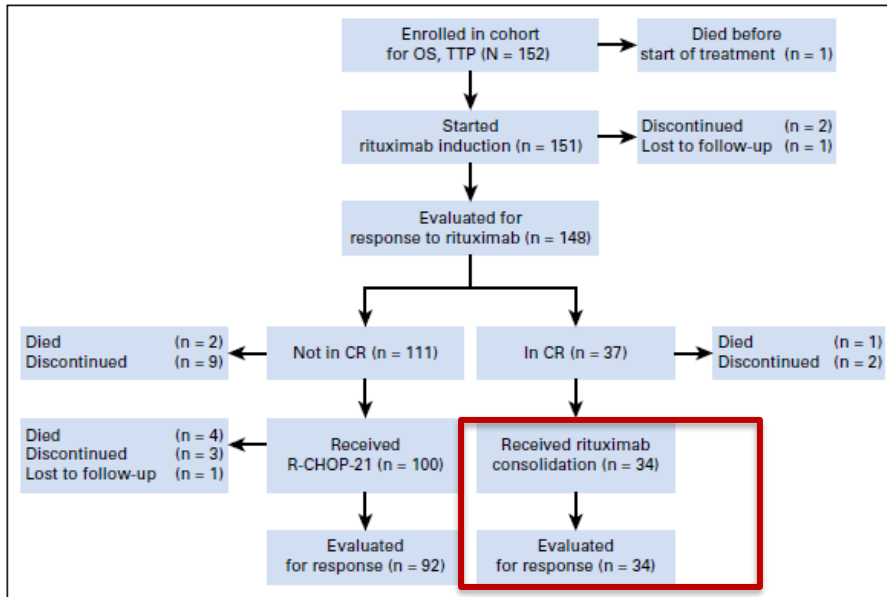 Enrolled in cohort
for OS, TTP (N = 152)
Died before
start of treatment (n = 1)
Started
rituximab induction (n = 151)
Discontinued (n = 2)
Lost to follow-up (n = 1)
Evaluated for
response to rituximab (n = 148)
Died (n = 2)
Discontinued (n = 9)
Not in CR (n = 111)
In CR (n = 37)
Died (n = 1)
Discontinued (n = 2)
Died (n = 4)
Discontinued (n = 3)
Lost to follow-up (n = 1)
Received
R-CHOP-21 (n = 100)
Received rituximab
consolidation (n = 34)
Evaluated
for response (n = 92)
Evaluated
for response (n = 34)